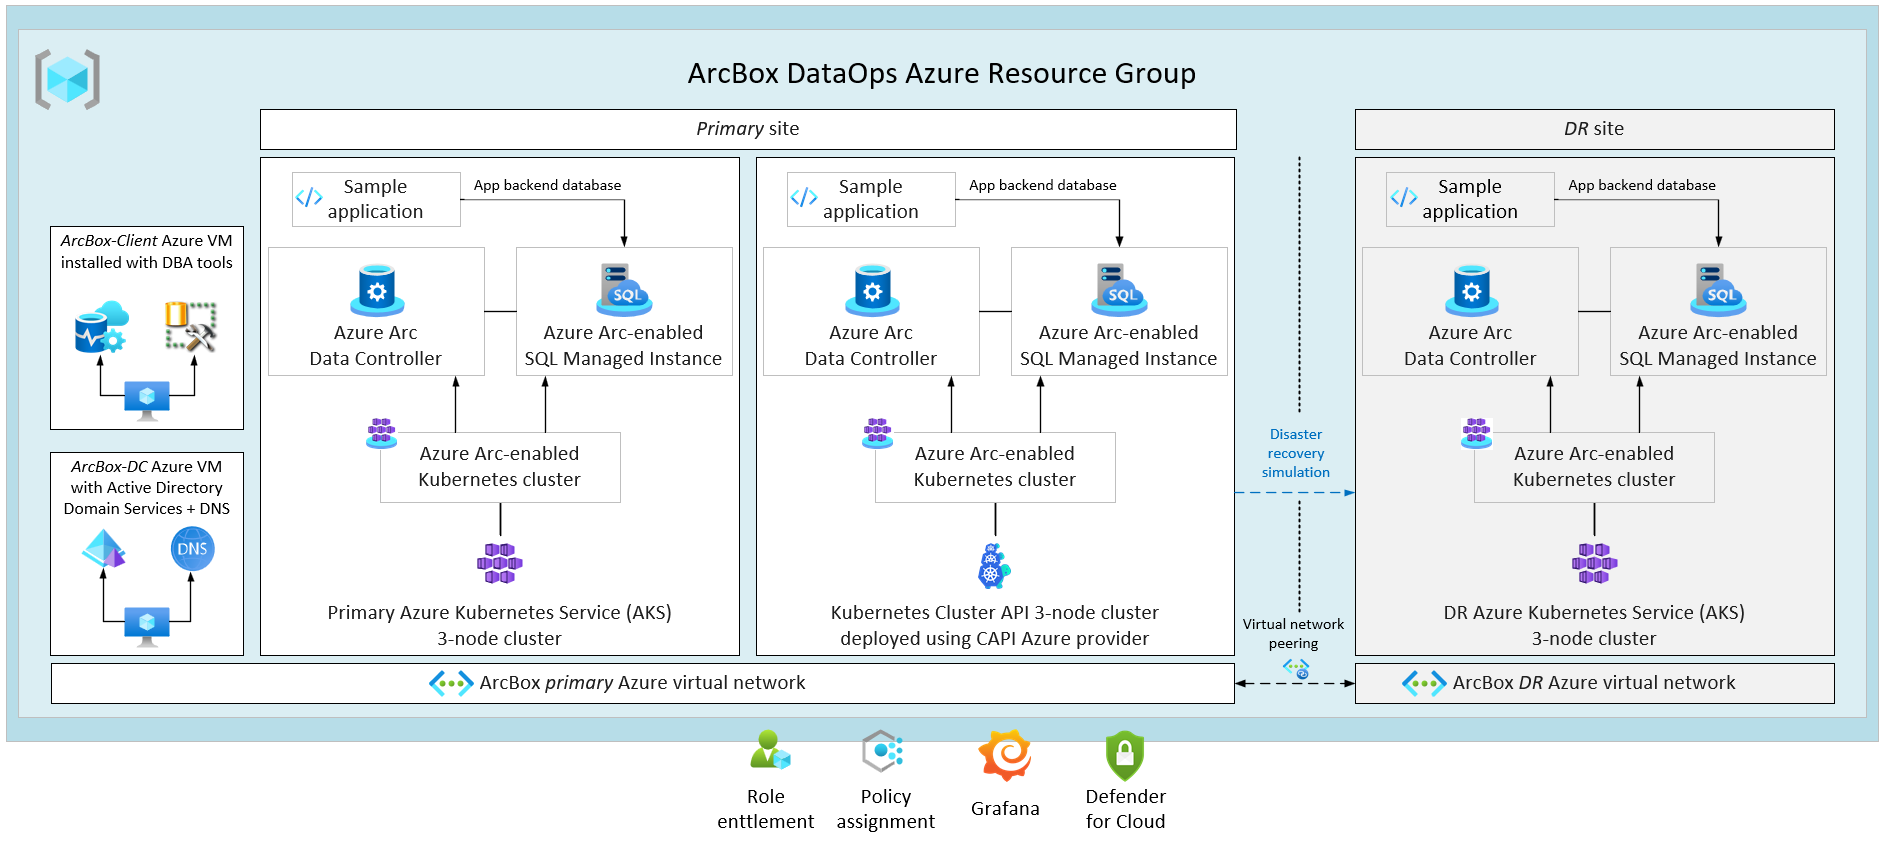 ArcBox DataOps Azure Resource Group
Primary site
DR site
ArcBox-Client Azure VM
installed with DBA tools
ArcBox-DC Azure VM
with Active Directory
Domain Services + DNS
DNS
Sample
application
App backend database
Azure Arc
Data Controller
SQL
Azure Arc-enabled
SQL Managed Instance
Azure Arc-enabled
Kubernetes cluster
Primary Azure Kubernetes Service (AKS)
3-node cluster
Sample
application
App backend database
Azure Arc
Data Controller
SQL
Azure Arc-enabled
SQL Managed Instance
Azure Arc-enabled
Kubernetes cluster
Kubernetes Cluster API 3-node cluster
deployed using CAPI Azure provider
Disaster
recovery
simulation
Virtual network
peering
Sample
application
App backend database
Azure Arc
Data Controller
SQL
Azure Arc-enabled
SQL Managed Instance
Azure Arc-enabled
Kubernetes cluster
DR Azure Kubernetes Service (AKS)
3-node cluster
ArcBox primary Azure virtual network
ArcBox DR Azure virtual network
Role
enttlement
Policy
assignment
Grafana
Defender
for Cloud